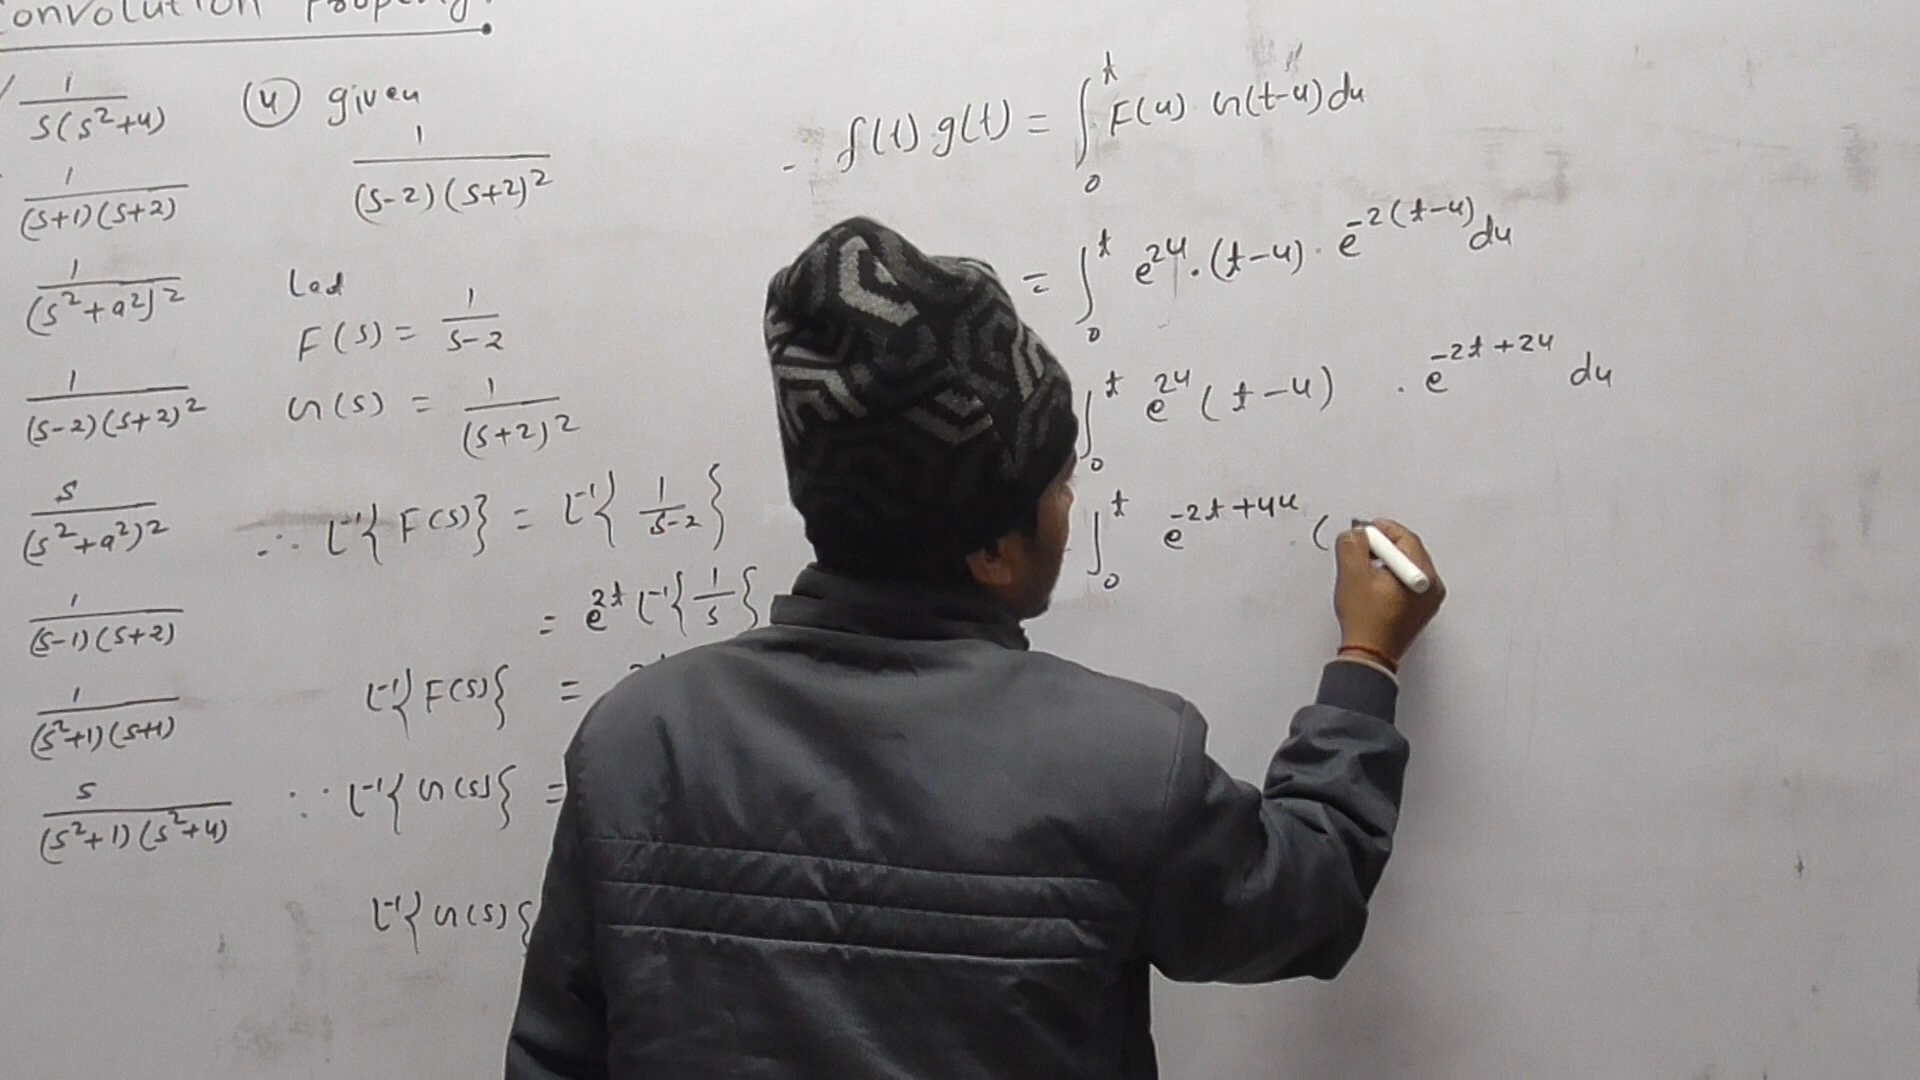 Convolution Property:
1/(s(s²+4))
1/((s+1)(s+2))
1/(s²+a²)²
1/((s-2)(s+2)²)
s/(s²+a²)²
1/((s-1)(s+2))
1/((s²+1)(s+1))
s/((s²+1)(s²+4))
(4) given
1/((s-2)(s+2)²)
Let
F(s) = 1/(s-2)
G(s) = 1/(s+2)²
∴ L⁻¹{F(s)} = L⁻¹{1/(s-2)}
= e^(2t) L⁻¹{1/s}
L⁻¹{F(s)} =
∵ L⁻¹{G(s)} =
L⁻¹{G(s)}
f(t) g(t) = ∫₀ᵗ F(u) G(t-u) du
= ∫₀ᵗ e^(2u) · (t-u) · e^(-2(t-u)) du
∫₀ᵗ e^(2u) (t-u) · e^(-2t+2u) du
∫₀ᵗ e^(-2t+4u) (